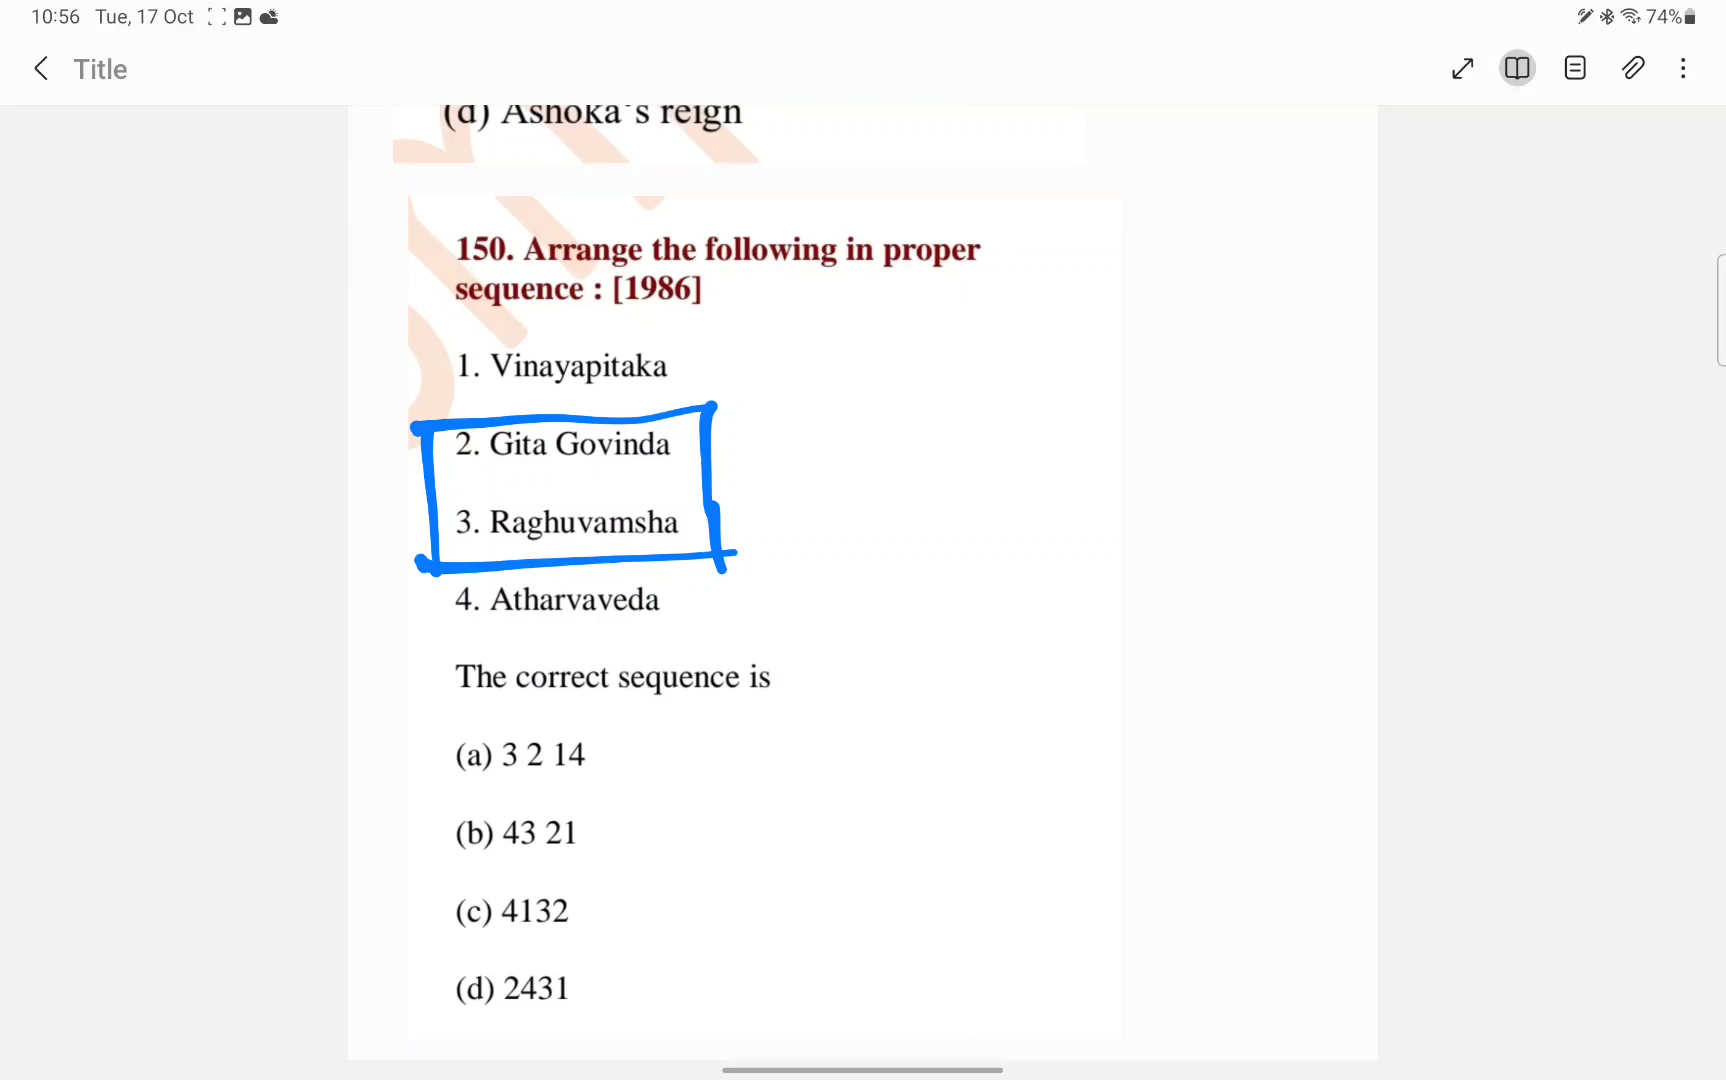 10:56 Tue, 17 Oct 74%
Title
(d) Ashoka's reign
150. Arrange the following in proper
sequence : [1986]
1. Vinayapitaka
2. Gita Govinda
3. Raghuvamsha
4. Atharvaveda
The correct sequence is
(a) 3 2 14
(b) 43 21
(c) 4132
(d) 2431